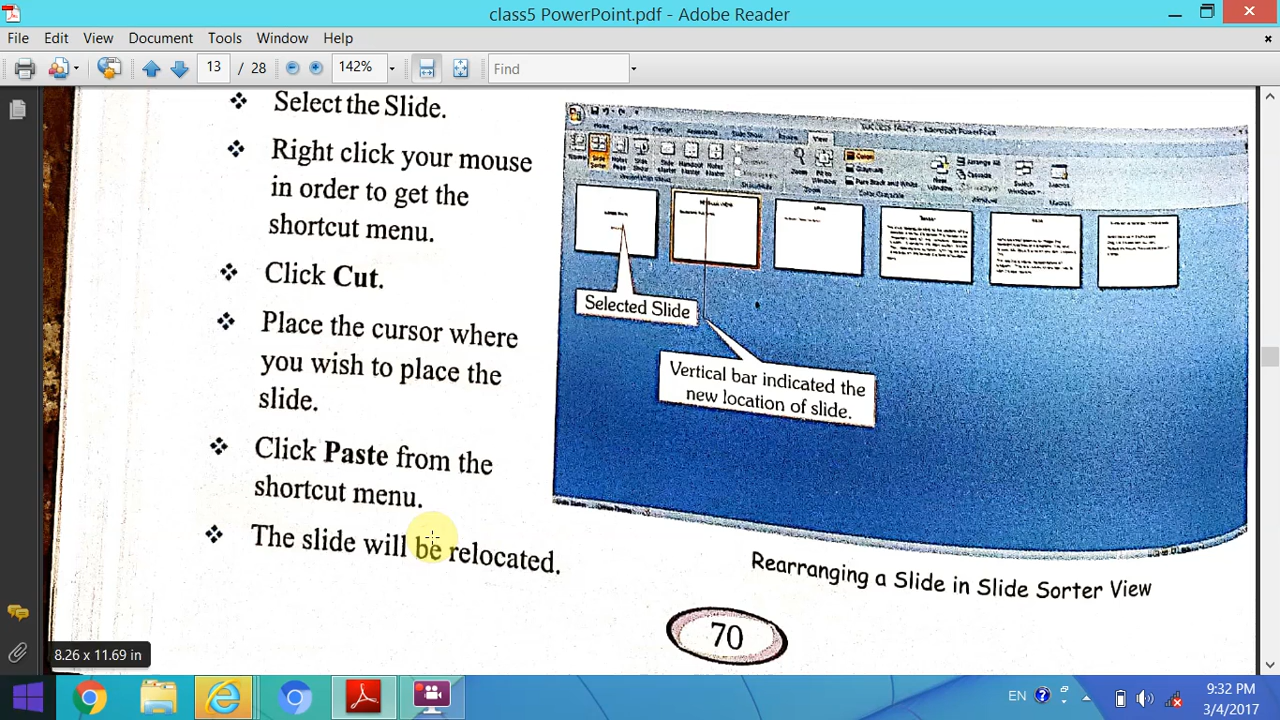 class5 PowerPoint.pdf - Adobe Reader
File Edit View Document Tools Window Help
13 / 28 142% Find
Select the Slide.
Right click your mouse
in order to get the
shortcut menu.
Click Cut.
Place the cursor where
you wish to place the
slide.
Click Paste from the
shortcut menu.
The slide will be relocated.
Selected Slide
Vertical bar indicated the
new location of slide.
Rearranging a Slide in Slide Sorter View
70
8.26 x 11.69 in
EN
9:32 PM
3/4/2017